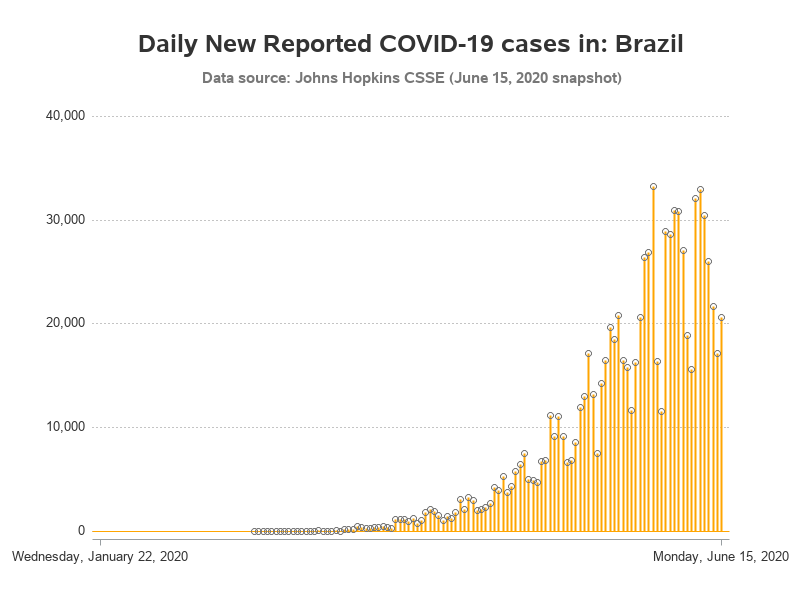 Daily New Reported COVID-19 cases in: Brazil
Data source: Johns Hopkins CSSE (June 15, 2020 snapshot)
40,000
30,000
20,000
10,000
0
Wednesday, January 22, 2020
Monday, June 15, 2020